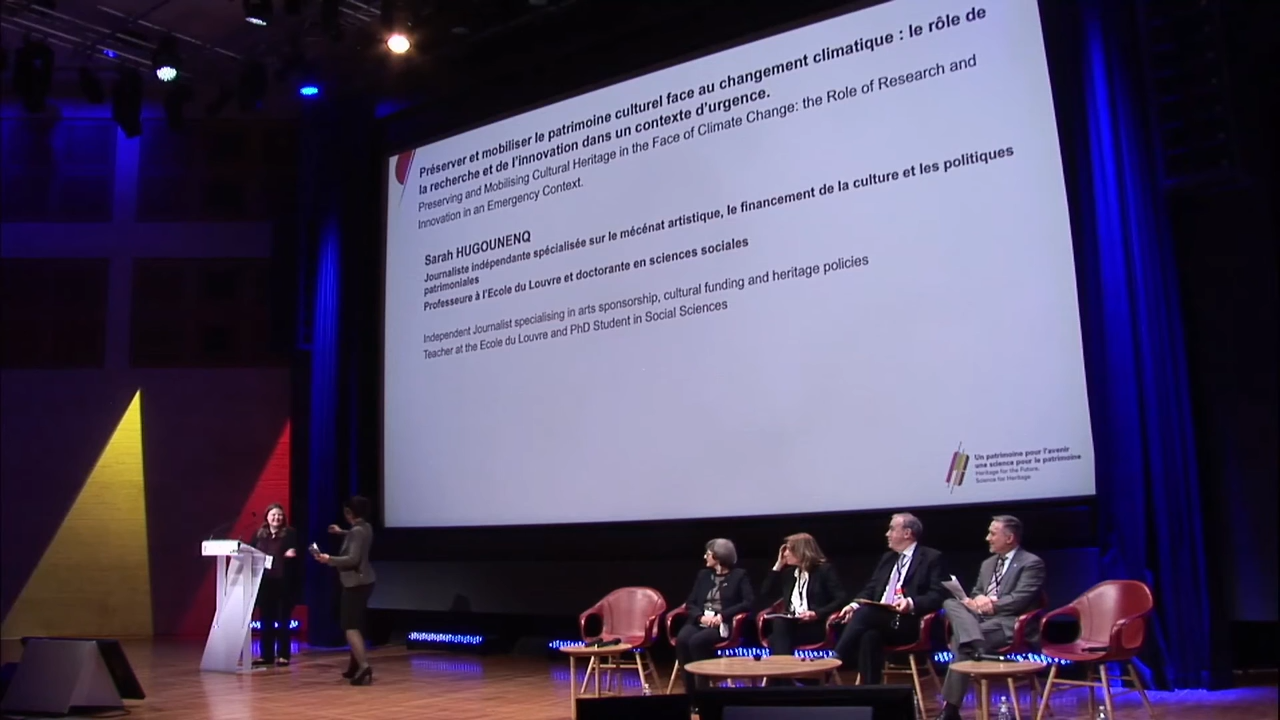 Préserver et mobiliser le patrimoine culturel face au changement climatique : le rôle de
la recherche et de l'innovation dans un contexte d'urgence.
Preserving and Mobilising Cultural Heritage in the Face of Climate Change: the Role of Research and
Innovation in an Emergency Context.
Sarah HUGOUNENQ
Journaliste indépendante spécialisée sur le mécénat artistique, le financement de la culture et les politiques
patrimoniales
Professeure à l'Ecole du Louvre et doctorante en sciences sociales
Independent Journalist specialising in arts sponsorship, cultural funding and heritage policies
Teacher at the Ecole du Louvre and PhD Student in Social Sciences
Un patrimoine pour l'avenir
une science pour le patrimoine
Heritage for the Future,
Science for Heritage